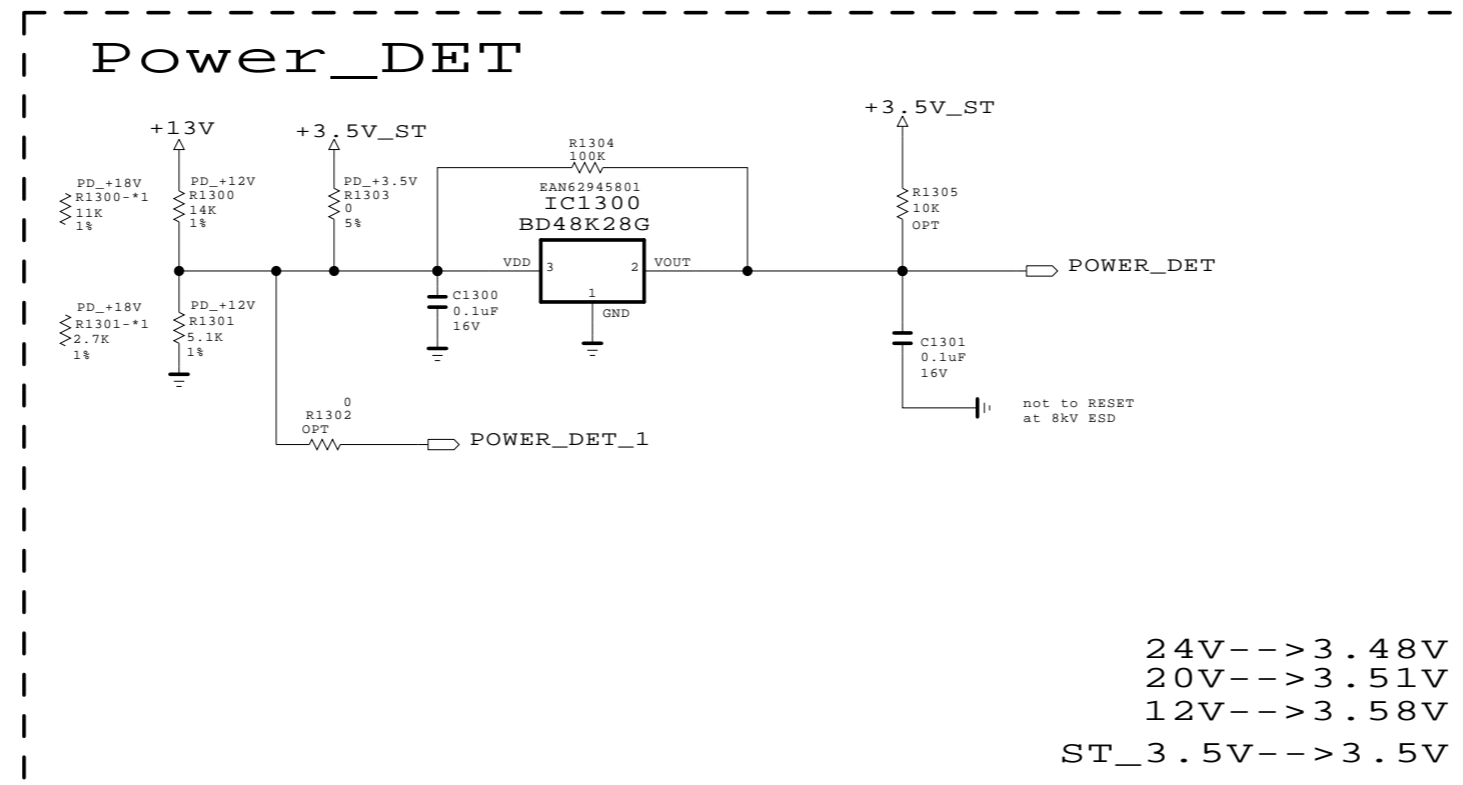 Power_DET
+13V
+3.5V_ST
+3.5V_ST
R1304
100K
PD_+18V
R1300-*1
11K
1%
PD_+12V
R1300
14K
1%
PD_+3.5V
R1303
0
5%
EAN62945801
IC1300
BD48K28G
R1305
10K
OPT
VDD
3
2
VOUT
1
GND
POWER_DET
PD_+18V
R1301-*1
2.7K
1%
PD_+12V
R1301
5.1K
1%
C1300
0.1uF
16V
C1301
0.1uF
16V
0
R1302
OPT
POWER_DET_1
not to RESET
at 8kV ESD
24V-->3.48V
20V-->3.51V
12V-->3.58V
ST_3.5V-->3.5V